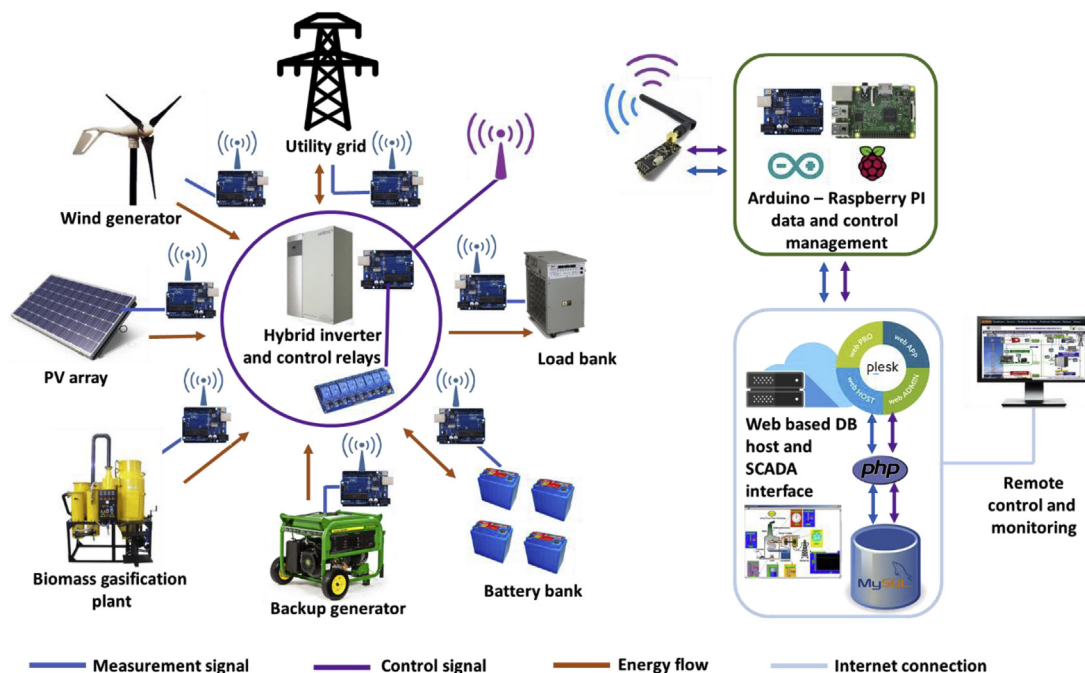 Utility grid
Wind generator
PV array
Hybrid inverter
and control relays
Load bank
Biomass gasification
plant
Backup generator
Battery bank
Arduino – Raspberry PI
data and control
management
web PRO
web APP
plesk
web HOST
web ADMIN
Web based DB
host and
SCADA
interface
php
MySQL
Remote
control and
monitoring
Measurement signal
Control signal
Energy flow
Internet connection